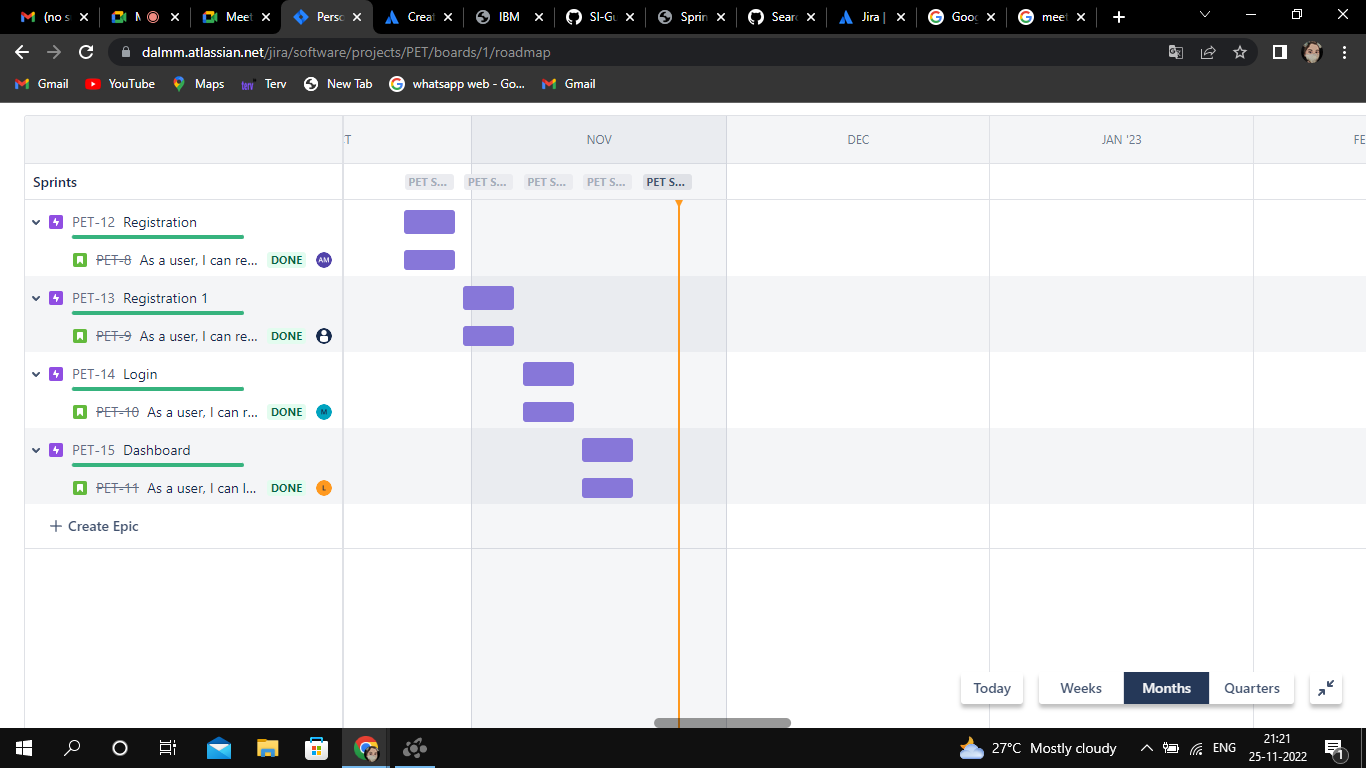 (no s
M
Meet
Perso
Creat
IBM
SI-Gu
Sprin
Searc
Jira |
Goog
meet
dalmm.atlassian.net/jira/software/projects/PET/boards/1/roadmap
Gmail YouTube Maps terv Terv New Tab whatsapp web - Go... Gmail
T NOV DEC JAN '23 FE
Sprints PET S... PET S... PET S... PET S... PET S...
PET-12 Registration
PET-8 As a user, I can re... DONE AM
PET-13 Registration 1
PET-9 As a user, I can re... DONE
PET-14 Login
PET-10 As a user, I can r... DONE M
PET-15 Dashboard
PET-11 As a user, I can l... DONE L
+ Create Epic
Today Weeks Months Quarters
27°C Mostly cloudy ENG 21:21
25-11-2022 1